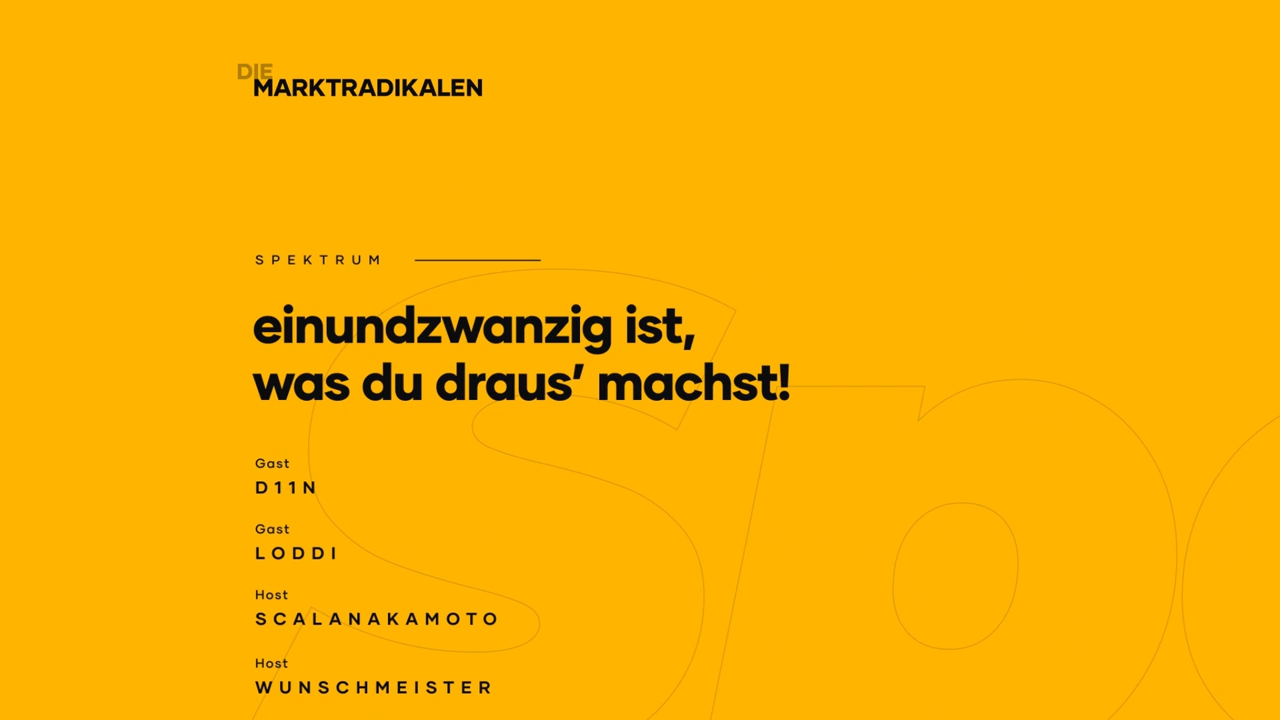 DIE
MARKTRADIKALEN
SPEKTRUM
einundzwanzig ist,
was du draus’ machst!
Gast
D11N
Gast
LODDI
Host
SCALANAKAMOTO
Host
WUNSCHMEISTER